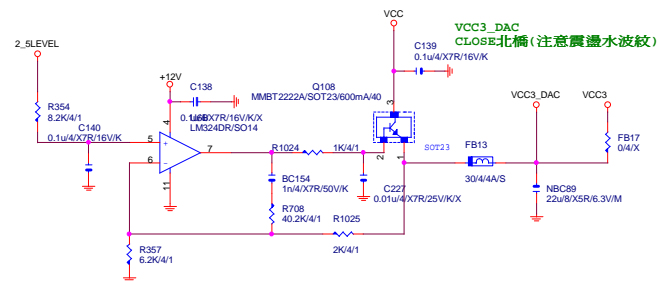 VCC
VCC3_DAC
CLOSE北橋(注意震盪水波紋)
2_5LEVEL
C139
0.1u/4/X7R/16V/K
+12V
C138
0.1u/4/X7R/16V/K/X
LM324DR/SO14
Q108
MMBT2222A/SOT23/600mA/40
VCC3_DAC
VCC3
R354
8.2K/4/1
C140
0.1u/4/X7R/16V/K
4
5
+
6
-
7
11
R1024
1K/4/1
3
2
1
SOT23
FB13
30/4/4A/S
FB17
0/4/X
BC154
1n/4/X7R/50V/K
C227
0.01u/4/X7R/25V/K/X
NBC89
22u/8/X5R/6.3V/M
R708
40.2K/4/1
R1025
2K/4/1
R357
6.2K/4/1